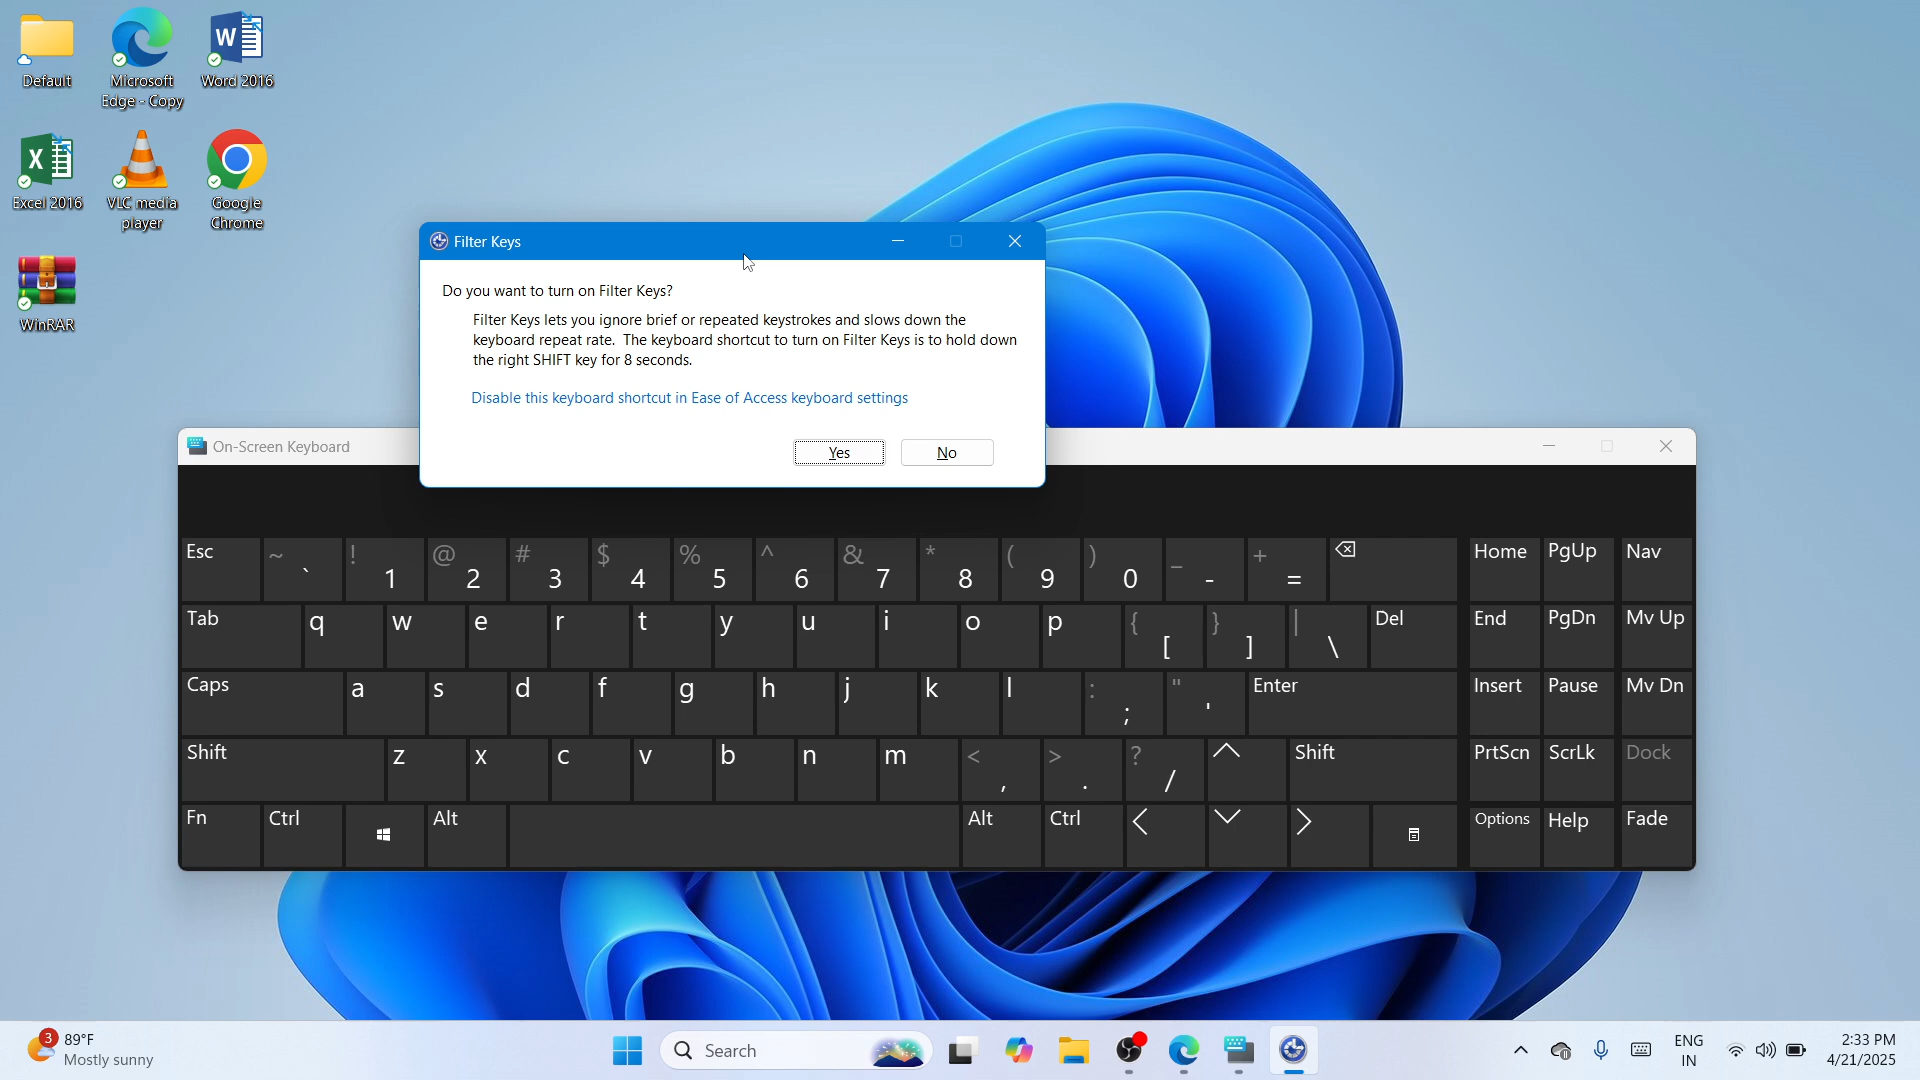 Default
Microsoft
Edge - Copy
Word 2016
Excel 2016
VLC media
player
Google
Chrome
WinRAR
Filter Keys
Do you want to turn on Filter Keys?
Filter Keys lets you ignore brief or repeated keystrokes and slows down the
keyboard repeat rate.  The keyboard shortcut to turn on Filter Keys is to hold down
the right SHIFT key for 8 seconds.
Disable this keyboard shortcut in Ease of Access keyboard settings
Yes No
On-Screen Keyboard
Esc ~ ` ! 1 @ 2 # 3 $ 4 % 5 ^ 6 & 7 * 8 ( 9 ) 0 _ - + = Home PgUp Nav
Tab q w e r t y u i o p { [ } ] | \ Del End PgDn Mv Up
Caps a s d f g h j k l : ; " ' Enter Insert Pause Mv Dn
Shift z x c v b n m < , > . ? / Shift PrtScn ScrLk Dock
Fn Ctrl Alt Alt Ctrl Options Help Fade
3
89°F
Mostly sunny
Search
ENG
IN
2:33 PM
4/21/2025